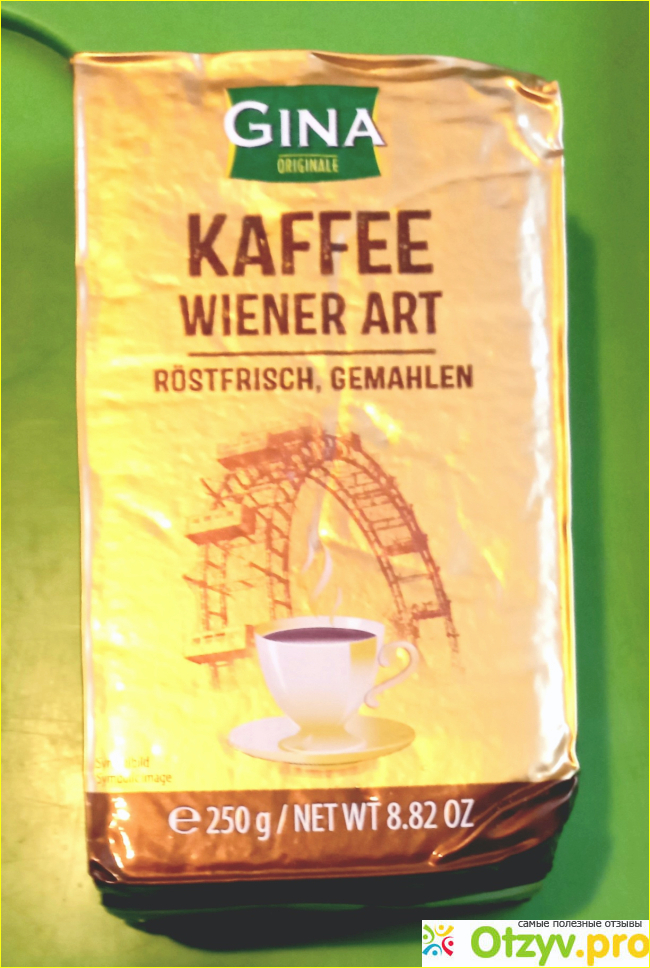 GINA
ORIGINALE
KAFFEE
WIENER ART
RÖSTFRISCH, GEMAHLEN
Symbolbild
Symbolic image
℮ 250 g / NET WT 8.82 OZ
самые полезные отзывы
Otzyv.pro